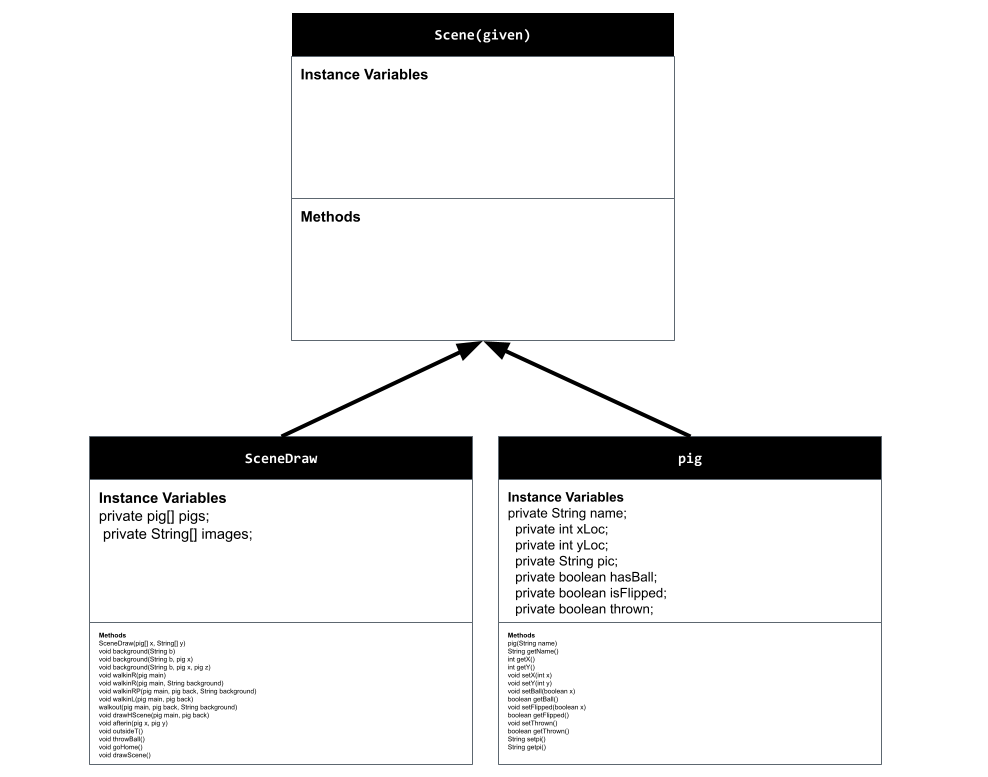 Scene(given)
Instance Variables
Methods
SceneDraw
Instance Variables
private pig[] pigs;
private String[] images;
Methods
SceneDraw(pig[] x, String[] y)
void background(String b)
void background(String b, pig x)
void background(String b, pig x, pig z)
void walkinR(pig main)
void walkinR(pig main, String background)
void walkinRP(pig main, pig back, String background)
void walkinL(pig main, pig back)
walkout(pig main, pig back, String background)
void drawHScene(pig main, pig back)
void afterin(pig x, pig y)
void outsideT()
void throwBall()
void goHome()
void drawScene()
pig
Instance Variables
private String name;
private int xLoc;
private int yLoc;
private String pic;
private boolean hasBall;
private boolean isFlipped;
private boolean thrown;
Methods
pig(String name)
String getName()
int getX()
int getY()
void setX(int x)
void setY(int y)
void setBall(boolean x)
boolean getBall()
void setFlipped(boolean x)
boolean getFlipped()
void setThrown()
boolean getThrown()
String setpi()
String getpi()